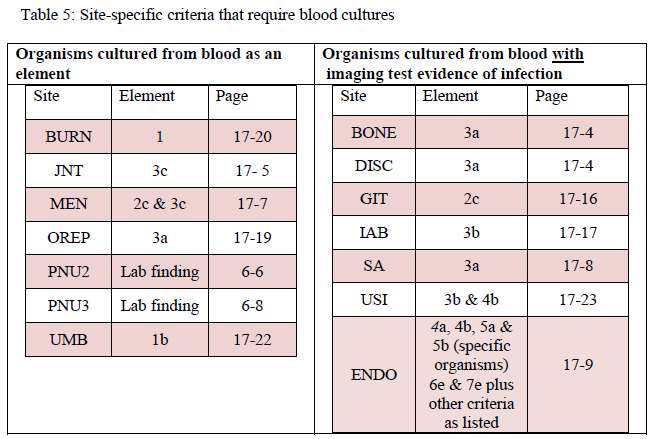 Table 5: Site-specific criteria that require blood cultures
Organisms cultured from blood as an
element
Site Element Page
BURN 1 17-20
JNT 3c 17- 5
MEN 2c & 3c 17-7
OREP 3a 17-19
PNU2 Lab finding 6-6
PNU3 Lab finding 6-8
UMB 1b 17-22
Organisms cultured from blood with
imaging test evidence of infection
Site Element Page
BONE 3a 17-4
DISC 3a 17-4
GIT 2c 17-16
IAB 3b 17-17
SA 3a 17-8
USI 3b & 4b 17-23
ENDO
4a, 4b, 5a &
5b (specific
organisms)
6e & 7e plus
other criteria
as listed
17-9